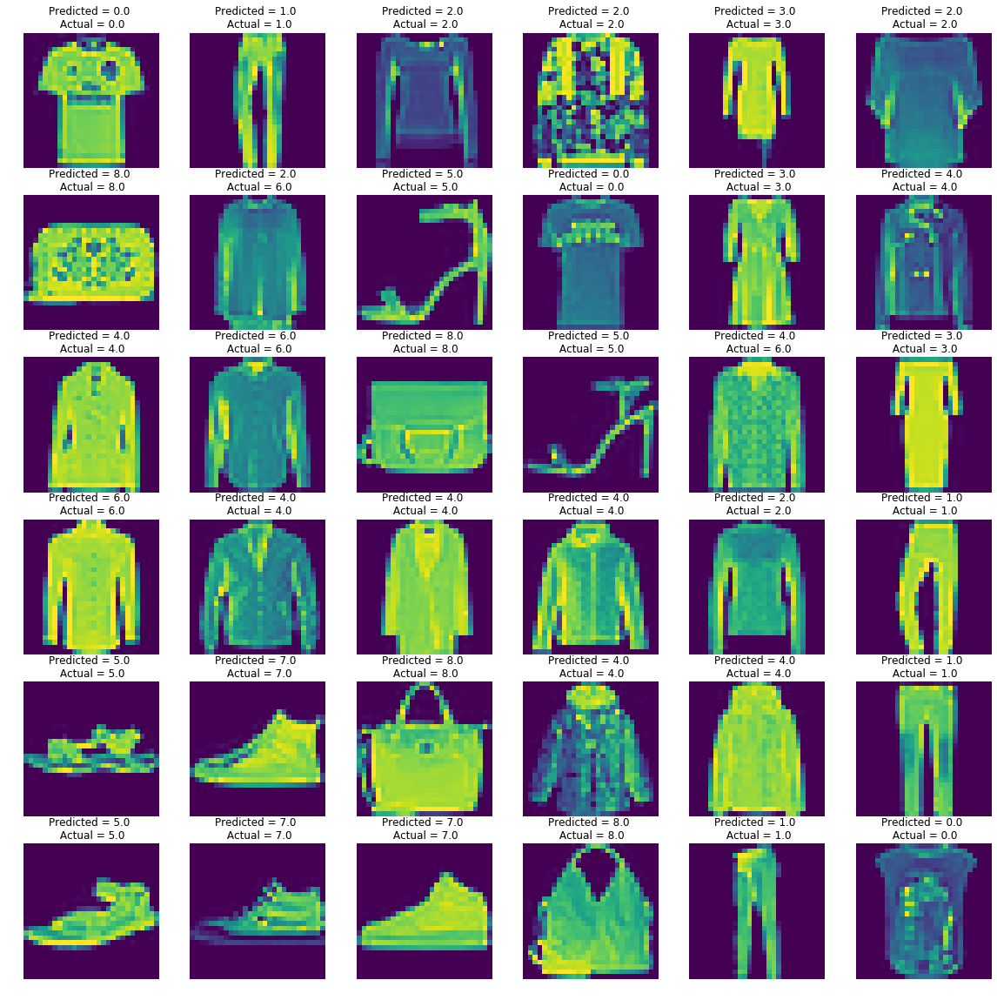 Predicted = 0.0
Actual = 0.0
Predicted = 1.0
Actual = 1.0
Predicted = 2.0
Actual = 2.0
Predicted = 2.0
Actual = 2.0
Predicted = 3.0
Actual = 3.0
Predicted = 2.0
Actual = 2.0
Predicted = 8.0
Actual = 8.0
Predicted = 2.0
Actual = 6.0
Predicted = 5.0
Actual = 5.0
Predicted = 0.0
Actual = 0.0
Predicted = 3.0
Actual = 3.0
Predicted = 4.0
Actual = 4.0
Predicted = 4.0
Actual = 4.0
Predicted = 6.0
Actual = 6.0
Predicted = 8.0
Actual = 8.0
Predicted = 5.0
Actual = 5.0
Predicted = 4.0
Actual = 6.0
Predicted = 3.0
Actual = 3.0
Predicted = 6.0
Actual = 6.0
Predicted = 4.0
Actual = 4.0
Predicted = 4.0
Actual = 4.0
Predicted = 4.0
Actual = 4.0
Predicted = 2.0
Actual = 2.0
Predicted = 1.0
Actual = 1.0
Predicted = 5.0
Actual = 5.0
Predicted = 7.0
Actual = 7.0
Predicted = 8.0
Actual = 8.0
Predicted = 4.0
Actual = 4.0
Predicted = 4.0
Actual = 4.0
Predicted = 1.0
Actual = 1.0
Predicted = 5.0
Actual = 5.0
Predicted = 7.0
Actual = 7.0
Predicted = 7.0
Actual = 7.0
Predicted = 8.0
Actual = 8.0
Predicted = 1.0
Actual = 1.0
Predicted = 0.0
Actual = 0.0